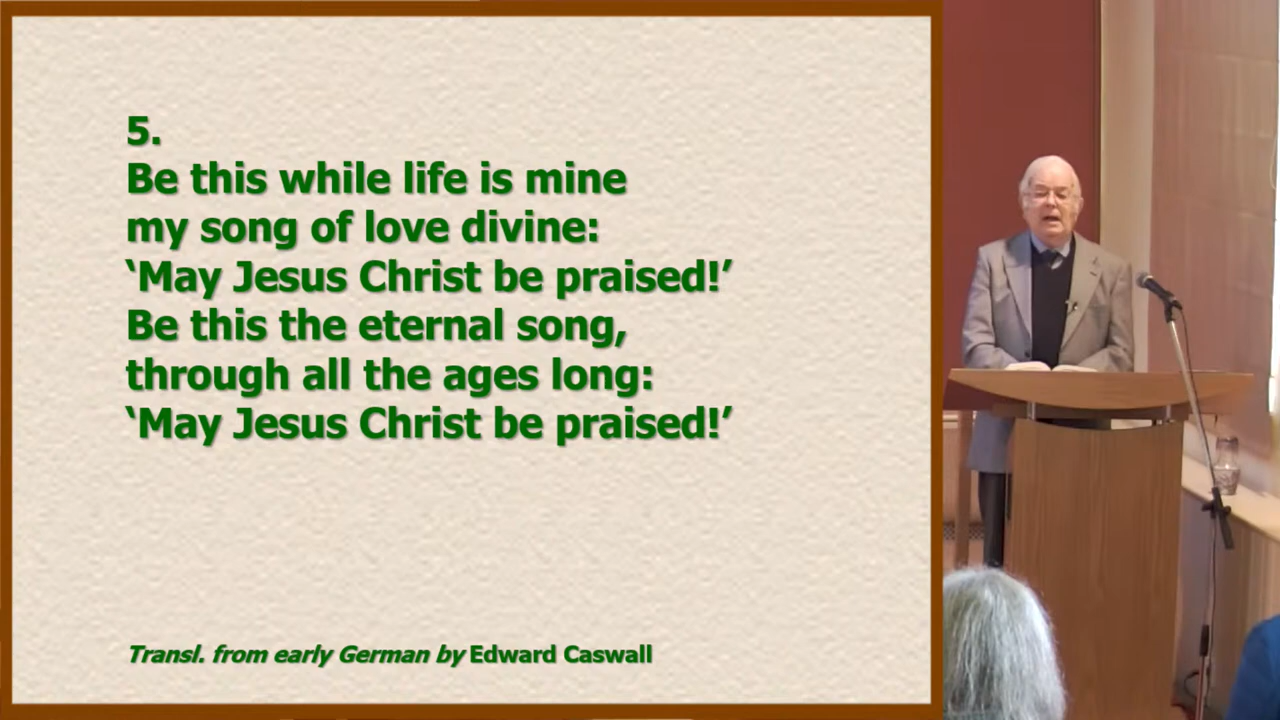 5.
Be this while life is mine
my song of love divine:
‘May Jesus Christ be praised!’
Be this the eternal song,
through all the ages long:
‘May Jesus Christ be praised!’
Transl. from early German by Edward Caswall